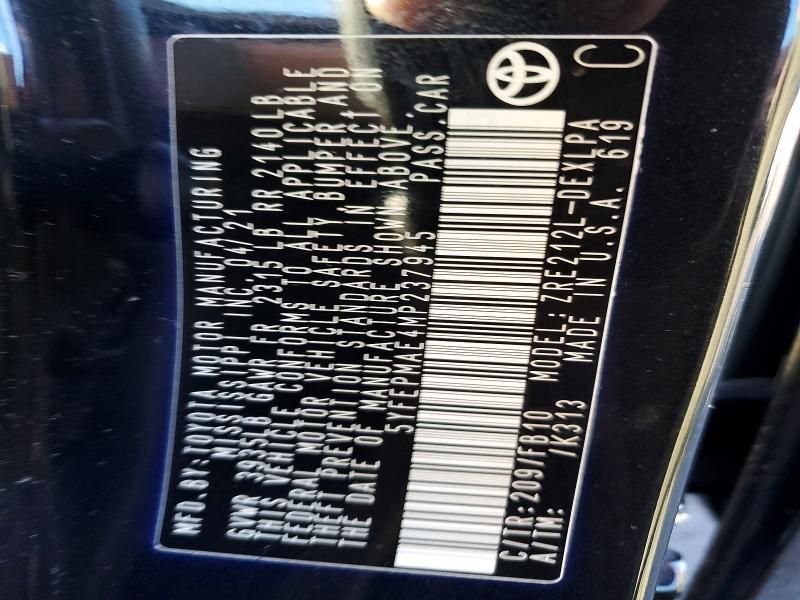 MFD.BY:TOYOTA MOTOR MANUFACTURING
MISSISSIPPI INC. 04/21
GVWR 3935LB GAWR FR 2315 LB RR 2140LB
THIS VEHICLE CONFORMS TO ALL APPLICABLE
FEDERAL MOTOR VEHICLE SAFETY, BUMPER, AND
THEFT PREVENTION STANDARDS IN EFFECT ON
THE DATE OF MANUFACTURE SHOWN ABOVE.
5YFEPMAE4MP237945 PASS.CAR
C/TR:209/FB10 MODEL:ZRE212L-DEXLPA
A/TM: /K313 MADE IN U.S.A. 619
C